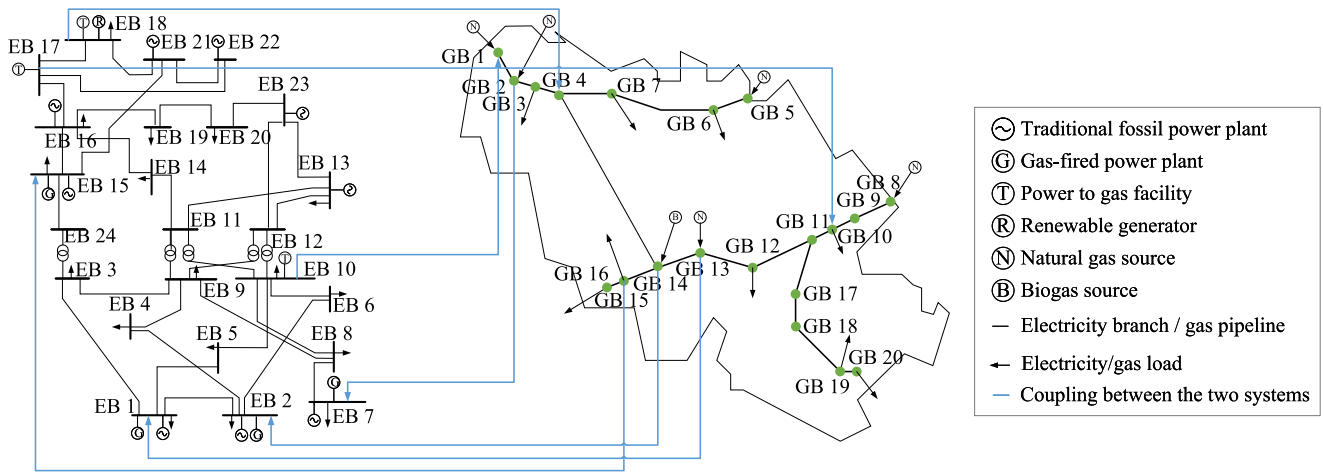 EB 18
T
R
EB 21
EB 22
N
N
EB 17
T
GB 1
GB 2
GB 3
GB 4
GB 7
N
GB 5
GB 6
EB 23
EB 16
EB 19
EB 20
EB 14
EB 13
EB 15
G
N
GB 8
GB 9
GB 10
GB 11
EB 24
EB 11
EB 12
T
B
N
GB 12
GB 13
GB 14
GB 15
GB 16
EB 3
EB 9
EB 10
EB 4
EB 6
GB 17
GB 18
EB 5
EB 8
GB 19
GB 20
G
EB 1
EB 2
EB 7
G
G
Traditional fossil power plant
G Gas-fired power plant
T Power to gas facility
R Renewable generator
N Natural gas source
B Biogas source
Electricity branch / gas pipeline
Electricity/gas load
Coupling between the two systems